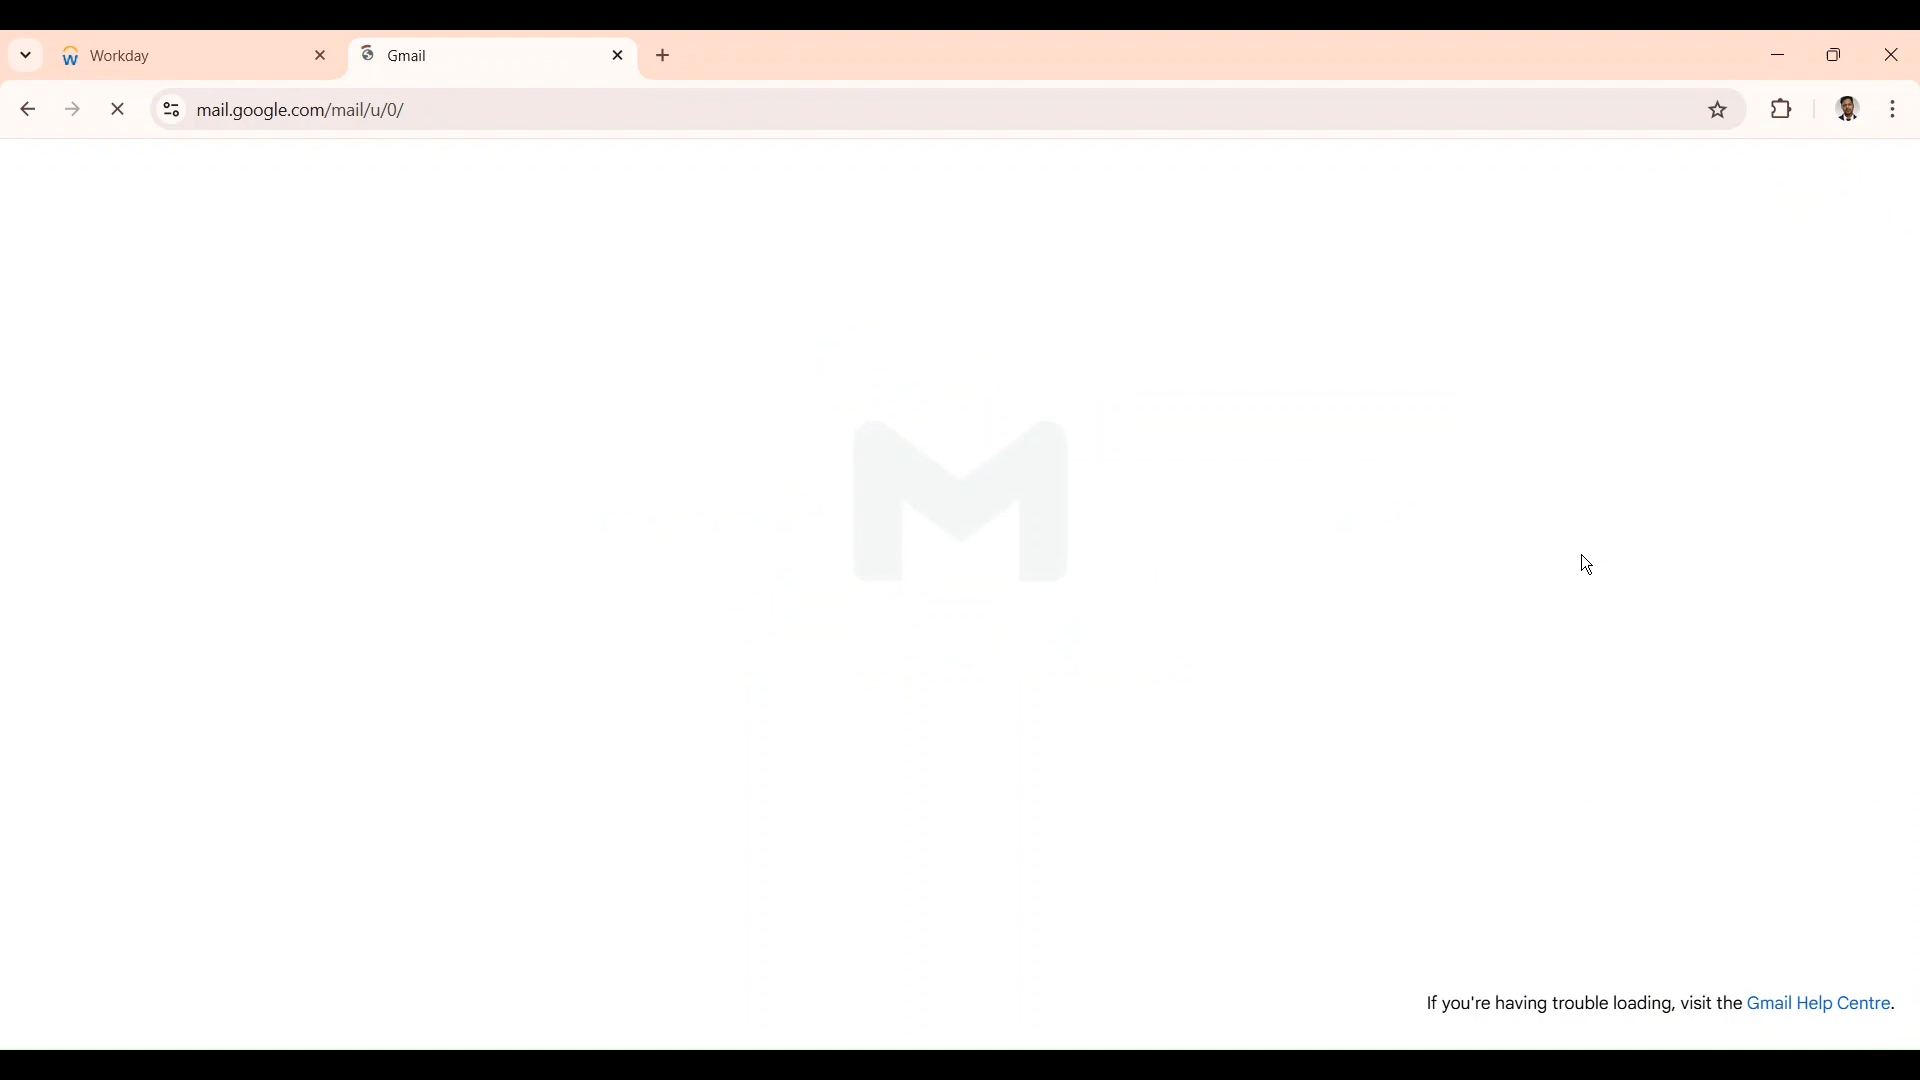 Workday
Gmail
mail.google.com/mail/u/0/
If you're having trouble loading, visit the Gmail Help Centre.